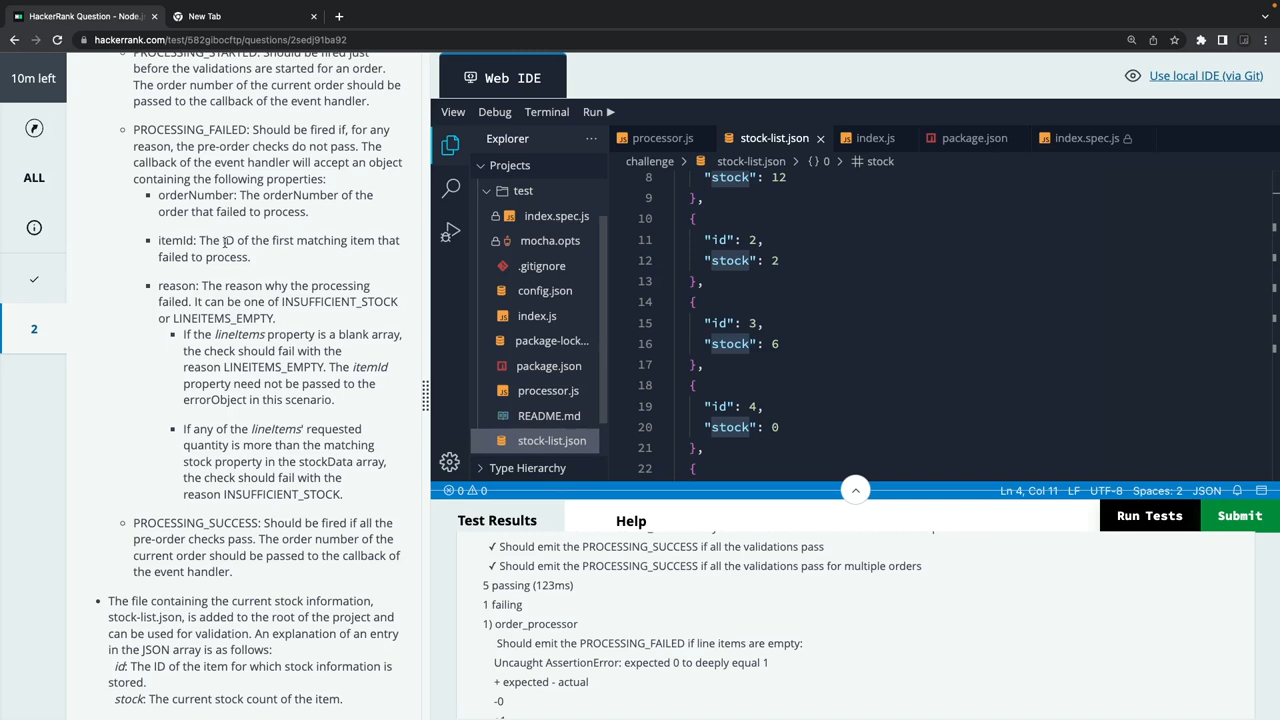 HackerRank Question - Node.j
New Tab
hackerrank.com/test/582gibocftp/questions/2sedj91ba92
10m left
ALL
2
PROCESSING_STARTED: Should be fired just
before the validations are started for an order.
The order number of the current order should be
passed to the callback of the event handler.
PROCESSING_FAILED: Should be fired if, for any
reason, the pre-order checks do not pass. The
callback of the event handler will accept an object
containing the following properties:
orderNumber: The orderNumber of the
order that failed to process.
itemId: The ID of the first matching item that
failed to process.
reason: The reason why the processing
failed. It can be one of INSUFFICIENT_STOCK
or LINEITEMS_EMPTY.
If the lineItems property is a blank array,
the check should fail with the
reason LINEITEMS_EMPTY. The itemId
property need not be passed to the
errorObject in this scenario.
If any of the lineItems' requested
quantity is more than the matching
stock property in the stockData array,
the check should fail with the
reason INSUFFICIENT_STOCK.
PROCESSING_SUCCESS: Should be fired if all the
pre-order checks pass. The order number of the
current order should be passed to the callback of
the event handler.
The file containing the current stock information,
stock-list.json, is added to the root of the project and
can be used for validation. An explanation of an entry
in the JSON array is as follows:
id: The ID of the item for which stock information is
stored.
stock: The current stock count of the item.
Web IDE
Use local IDE (via Git)
View Debug Terminal Run
Explorer
Projects
test
index.spec.js
mocha.opts
.gitignore
config.json
index.js
package-lock...
package.json
processor.js
README.md
stock-list.json
Type Hierarchy
processor.js stock-list.json index.js package.json index.spec.js
challenge > stock-list.json > {} 0 > # stock
8 "stock": 12
9 },
10 {
11 "id": 2,
12 "stock": 2
13 },
14 {
15 "id": 3,
16 "stock": 6
17 },
18 {
19 "id": 4,
20 "stock": 0
21 },
22 {
0 0 Ln 4, Col 11 LF UTF-8 Spaces: 2 JSON
Test Results Help Run Tests Submit
✓ Should emit the PROCESSING_SUCCESS if all the validations pass
✓ Should emit the PROCESSING_SUCCESS if all the validations pass for multiple orders
5 passing (123ms)
1 failing
1) order_processor
Should emit the PROCESSING_FAILED if line items are empty:
Uncaught AssertionError: expected 0 to deeply equal 1
+ expected - actual
-0